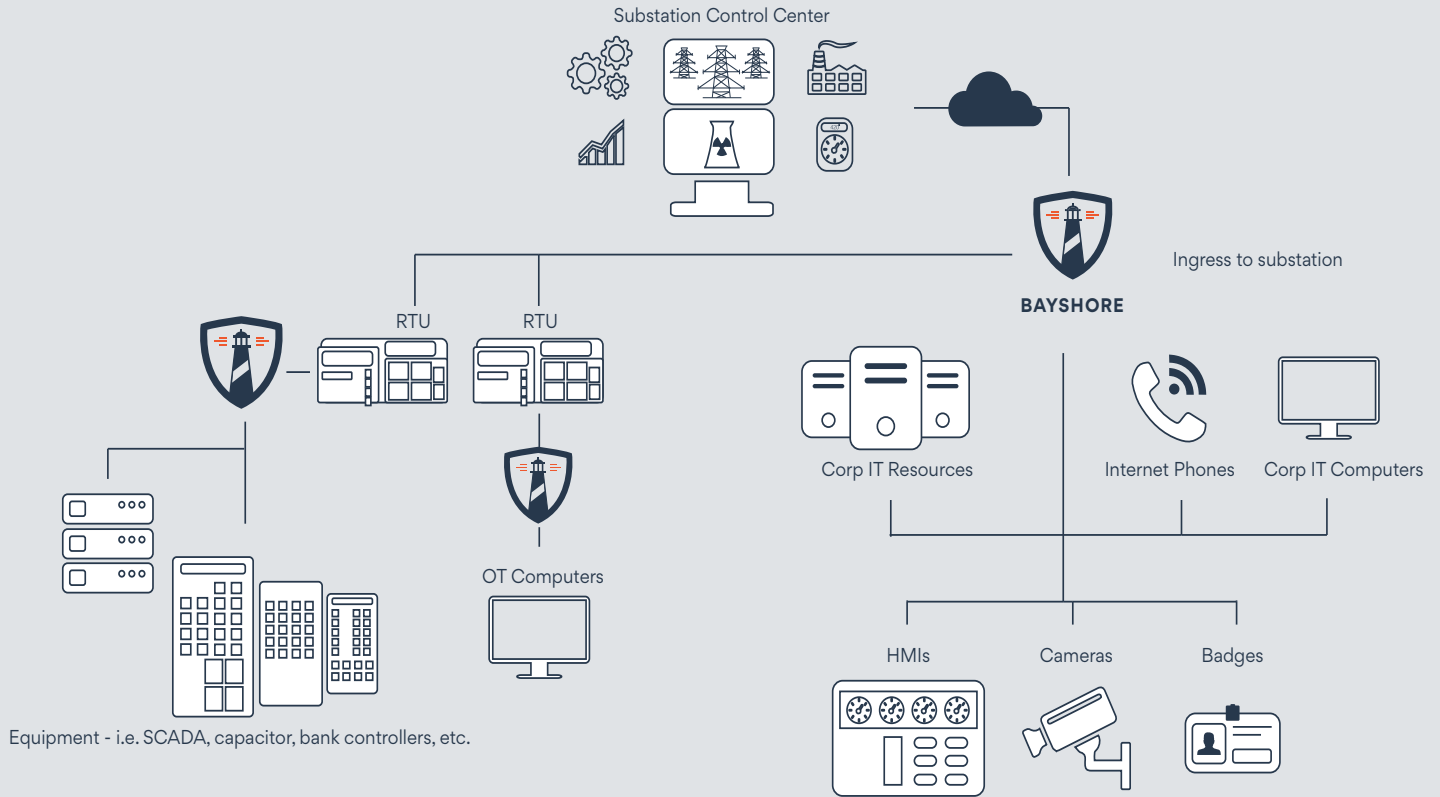 Substation Control Center
Ingress to substation
BAYSHORE
RTU
RTU
Corp IT Resources
Internet Phones
Corp IT Computers
OT Computers
HMIs
Cameras
Badges
Equipment - i.e. SCADA, capacitor, bank controllers, etc.